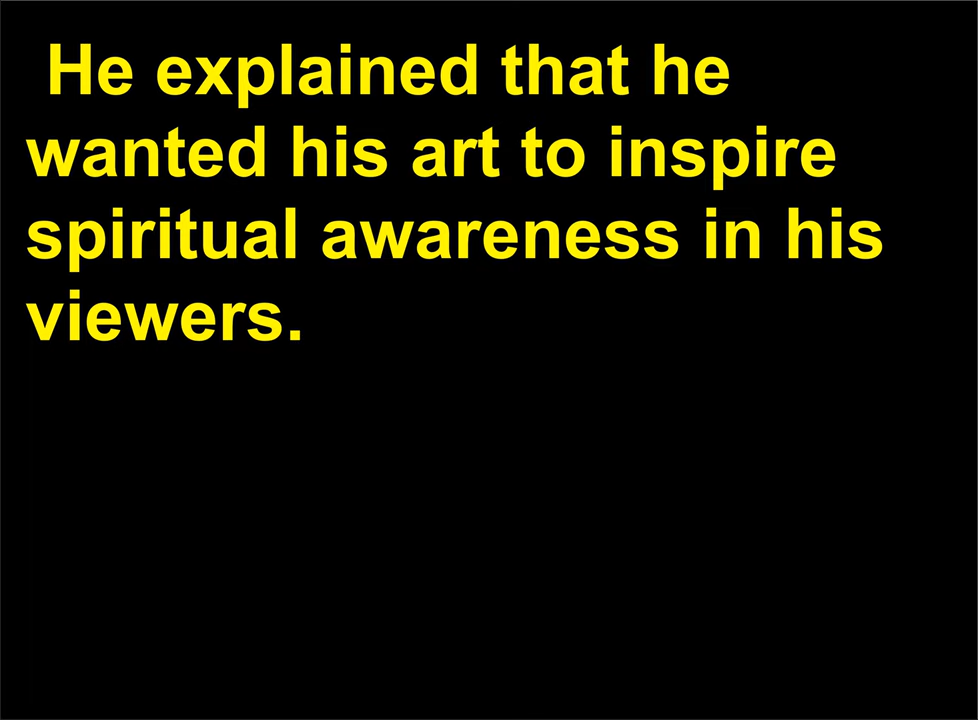 He explained that he
wanted his art to inspire
spiritual awareness in his
viewers.